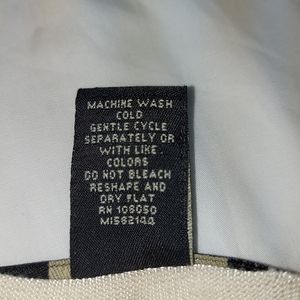 MACHINE WASH
COLD
GENTLE CYCLE
SEPARATELY OR
WITH LIKE
COLORS
DO NOT BLEACH
RESHAPE AND
DRY FLAT
RN 106050
MI582144